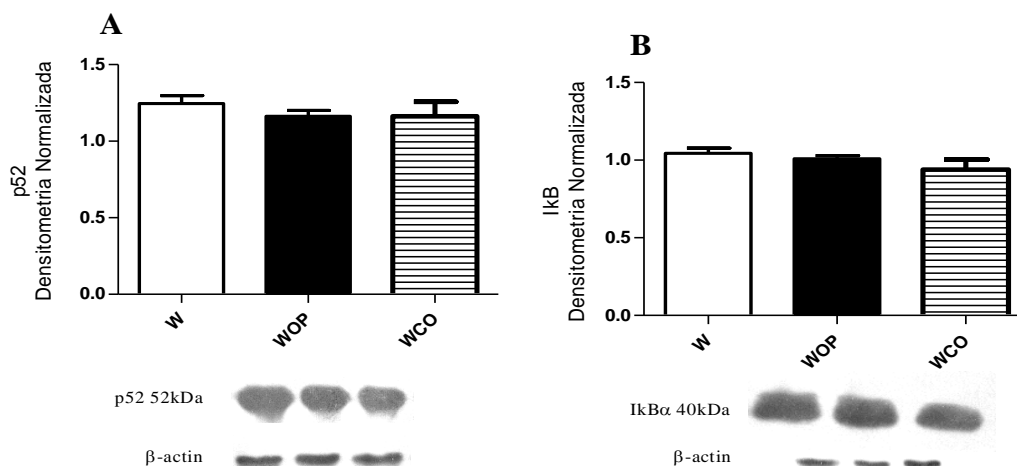 A
p52
Densitometria Normalizada
1.5
1.0
0.5
0.0
W
WOP
WCO
p52 52kDa
β-actin
B
IkB
Densitometria Normalizada
1.5
1.0
0.5
0.0
W
WOP
WCO
IkBα 40kDa
β-actin